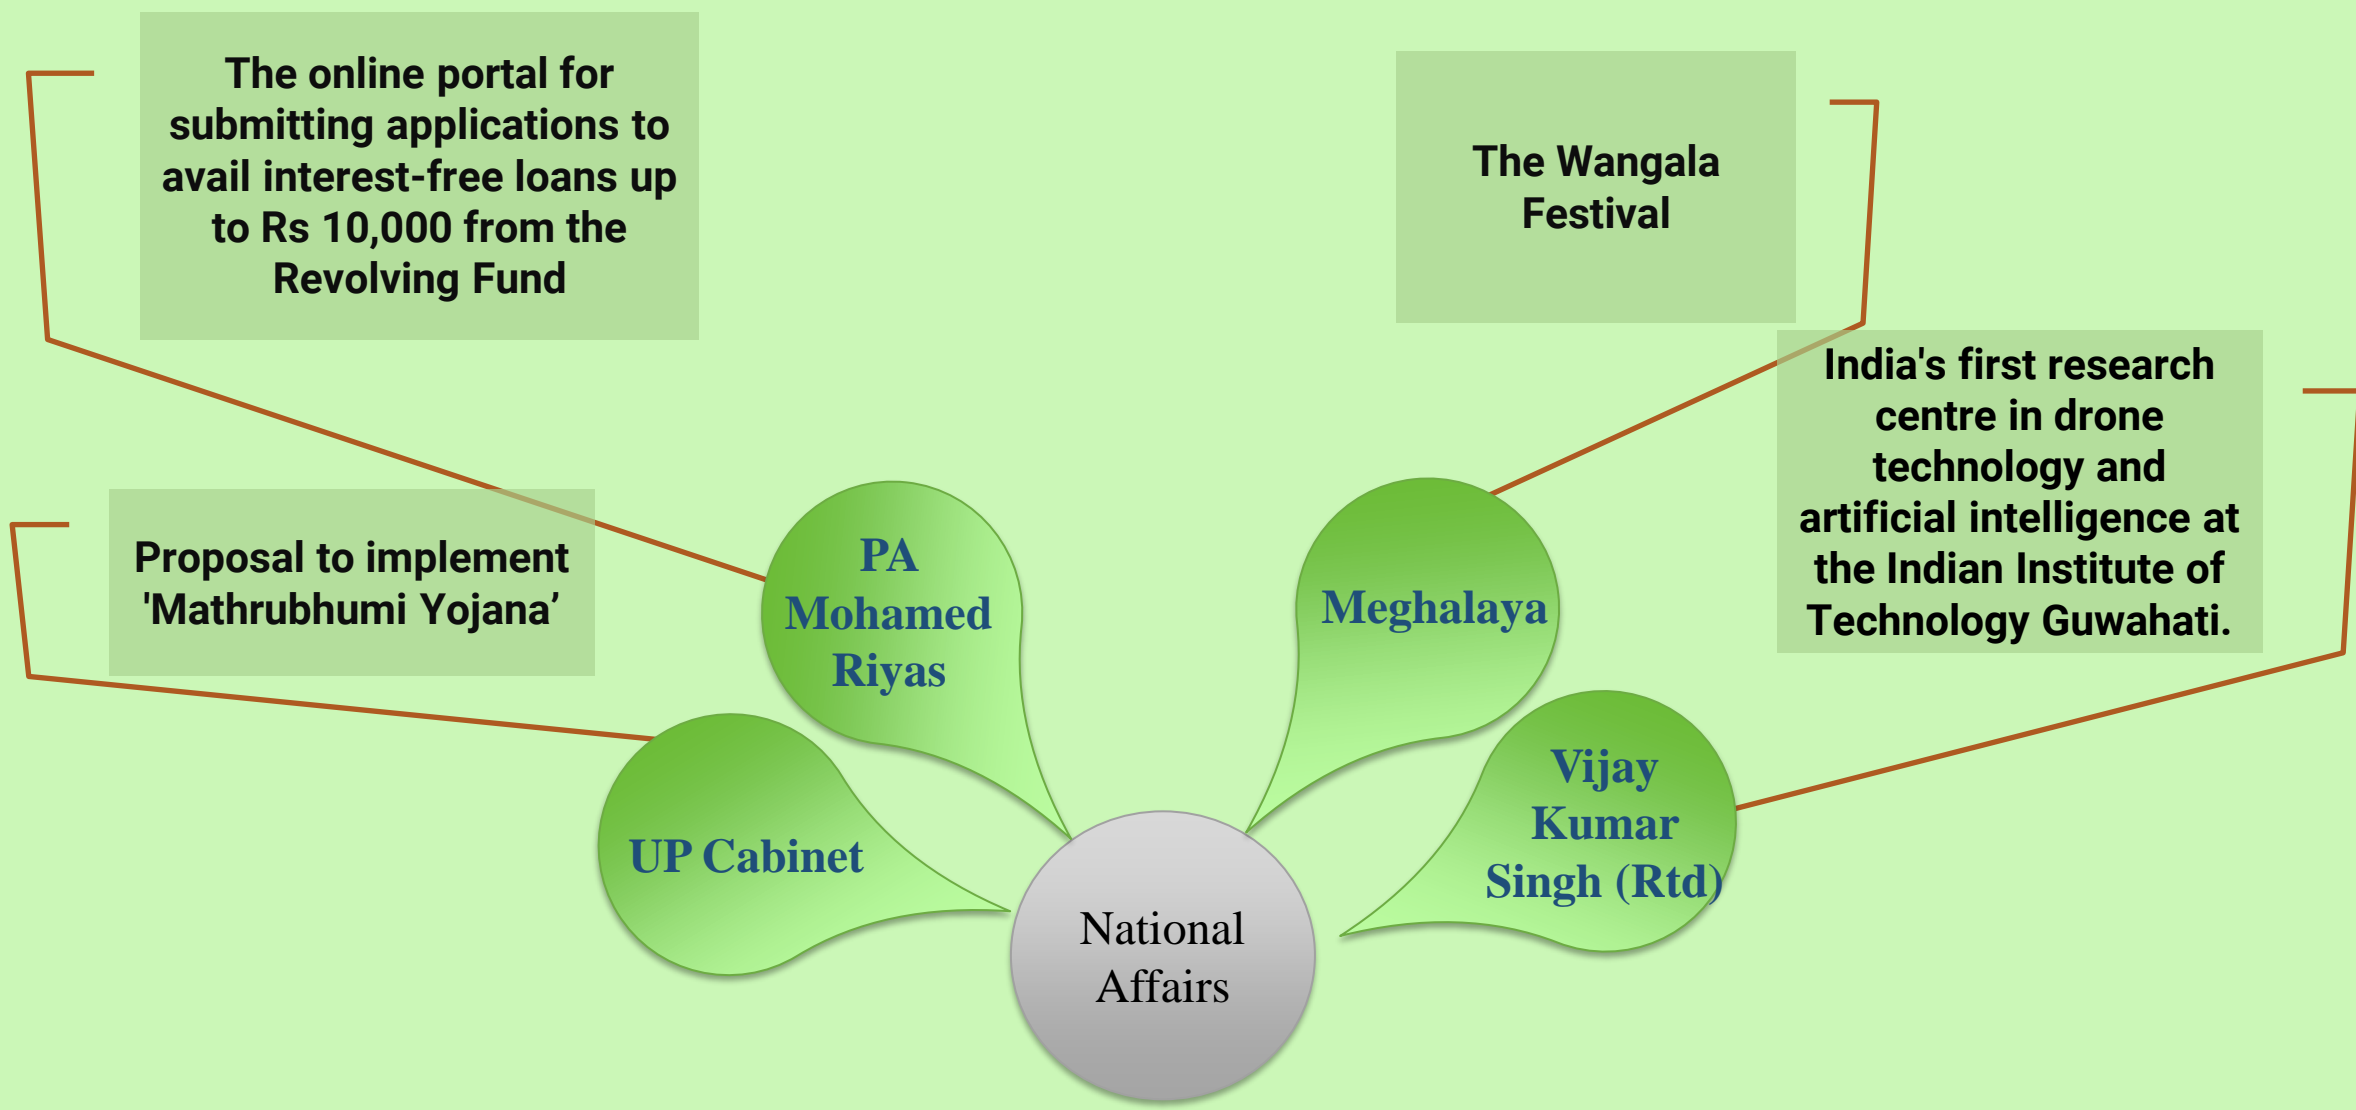 The online portal for
submitting applications to
avail interest-free loans up
to Rs 10,000 from the
Revolving Fund
The Wangala
Festival
India's first research
centre in drone
technology and
artificial intelligence at
the Indian Institute of
Technology Guwahati.
Proposal to implement
'Mathrubhumi Yojana’
PA
Mohamed
Riyas
Meghalaya
Vijay
Kumar
Singh (Rtd)
UP Cabinet
National
Affairs